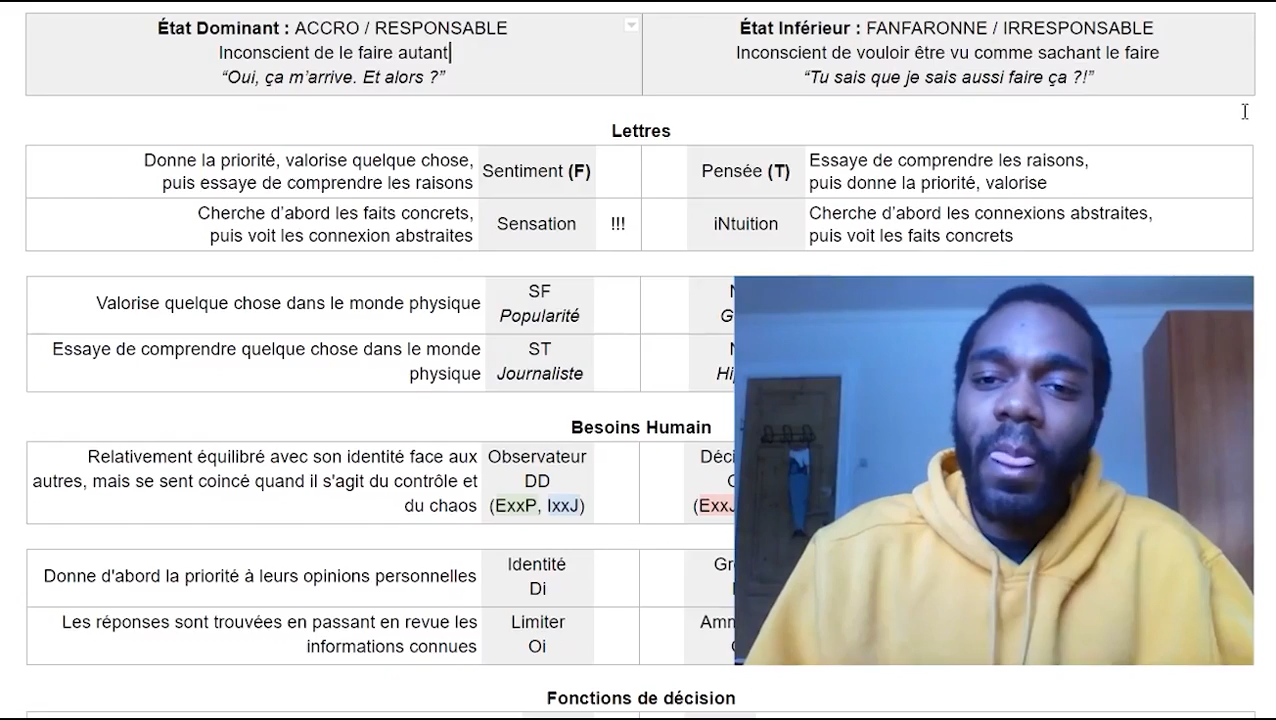 État Dominant : ACCRO / RESPONSABLE
Inconscient de le faire autant
“Oui, ça m’arrive. Et alors ?”
État Inférieur : FANFARONNE / IRRESPONSABLE
Inconscient de vouloir être vu comme sachant le faire
“Tu sais que je sais aussi faire ça ?!”
Lettres
Donne la priorité, valorise quelque chose,
puis essaye de comprendre les raisons
Sentiment (F)
Pensée (T)
Essaye de comprendre les raisons,
puis donne la priorité, valorise
Cherche d’abord les faits concrets,
puis voit les connexion abstraites
Sensation
!!!
iNtuition
Cherche d’abord les connexions abstraites,
puis voit les faits concrets
Valorise quelque chose dans le monde physique
SF
Popularité
Essaye de comprendre quelque chose dans le monde
physique
ST
Journaliste
Besoins Humain
Relativement équilibré avec son identité face aux
autres, mais se sent coincé quand il s'agit du contrôle et
du chaos
Observateur
DD
(ExxP, IxxJ)
Déci
(ExxJ
Donne d'abord la priorité à leurs opinions personnelles
Identité
Di
Les réponses sont trouvées en passant en revue les
informations connues
Limiter
Oi
Fonctions de décision